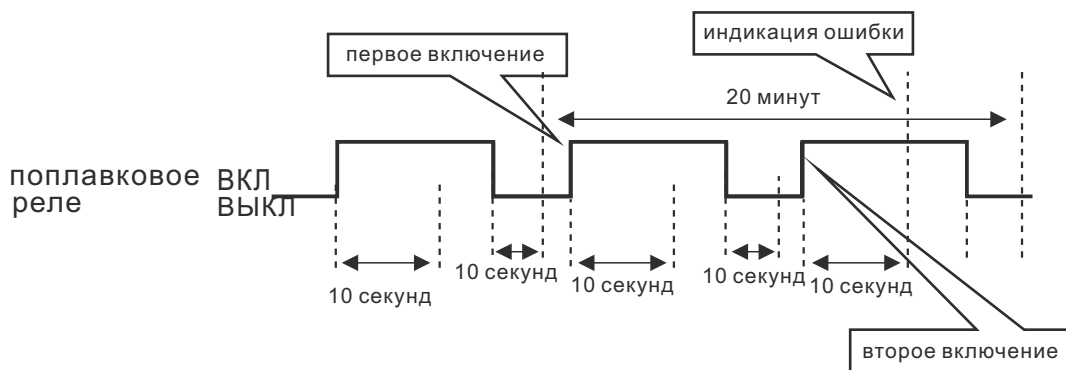 индикация ошибки
первое включение
20 минут
поплавковое ВКЛ
реле ВЫКЛ
10 секунд
10 секунд
10 секунд
10 секунд
10 секунд
второе включение